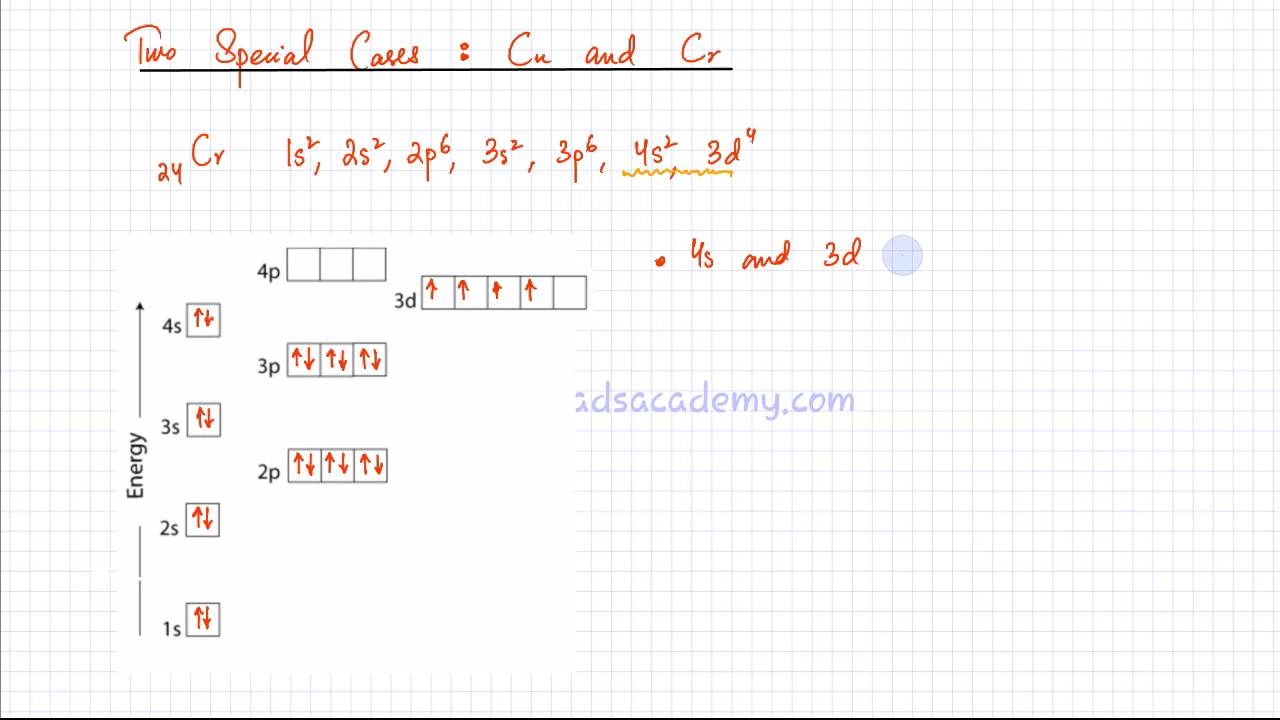 Two Special Cases : Cu and Cr
₂₄Cr 1s², 2s², 2p⁶, 3s², 3p⁶, 4s², 3d⁴
• 4s and 3d
4p
3d ↑ ↑ ↑ ↑
4s ↑↓
3p ↑↓ ↑↓ ↑↓
adsacademy.com
3s ↑↓
Energy
2p ↑↓ ↑↓ ↑↓
2s ↑↓
1s ↑↓